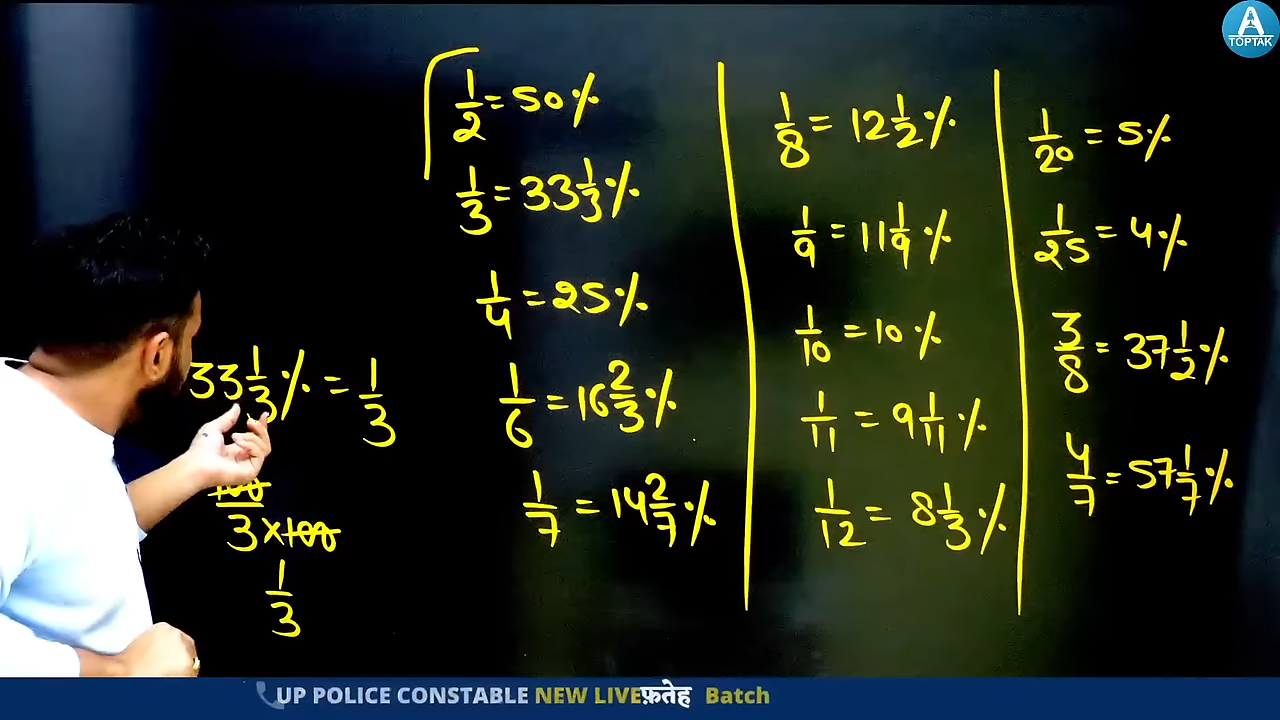 A
TOPTAK
1/2 = 50%
1/3 = 33 1/3%
1/4 = 25%
1/6 = 16 2/3%
1/7 = 14 2/7%
1/8 = 12 1/2%
1/9 = 11 1/9%
1/10 = 10%
1/11 = 9 1/11%
1/12 = 8 1/3%
1/20 = 5%
1/25 = 4%
3/8 = 37 1/2%
4/7 = 57 1/7%
33 1/3% = 1/3
100/3×100
1/3
UP POLICE CONSTABLE NEW LIVE फ़तेह Batch